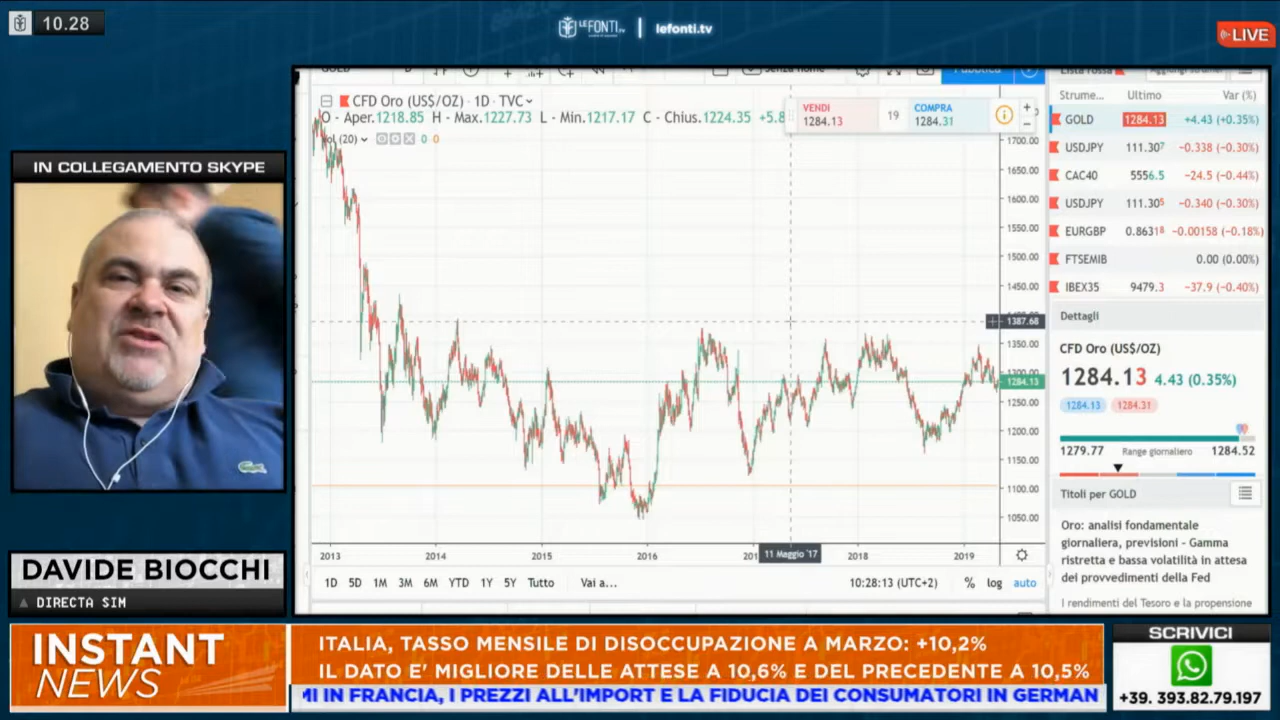 10.28
LE FONTI TV
lefonti.tv
LIVE
IN COLLEGAMENTO SKYPE
DAVIDE BIOCCHI
DIRECTA SIM
CFD Oro (US$/OZ) · 1D · TVC
O - Aper.1218.85 H - Max.1227.73 L - Min.1217.17 C - Chius.1224.35 +5.8
(20) 0 0
VENDI
1284.13
19
COMPRA
1284.31
1700.00
1650.00
1600.00
1550.00
1500.00
1450.00
1387.68
1350.00
1300.00
1284.13
1250.00
1200.00
1150.00
1100.00
1050.00
2013 2014 2015 2016 11 Maggio '17 2018 2019
1D 5D 1M 3M 6M YTD 1Y 5Y Tutto Vai a...
10:28:13 (UTC+2) % log auto
Strume... Ultimo Var (%)
GOLD 1284.13 +4.43 (+0.35%)
USDJPY 111.307 −0.338 (−0.30%)
CAC40 5556.5 −24.5 (−0.44%)
USDJPY 111.305 −0.340 (−0.30%)
EURGBP 0.86318 −0.00158 (−0.18%)
FTSEMIB 0.00 (0.00%)
IBEX35 9479.3 −37.9 (−0.40%)
Dettagli
CFD Oro (US$/OZ)
1284.13 4.43 (0.35%)
1284.13 1284.31
1279.77 Range giornaliero 1284.52
Titoli per GOLD
Oro: analisi fondamentale
giornaliera, previsioni - Gamma
ristretta e bassa volatilità in attesa
dei provvedimenti della Fed
I rendimenti del Tesoro e la propensione
INSTANT
NEWS
ITALIA, TASSO MENSILE DI DISOCCUPAZIONE A MARZO: +10,2%
IL DATO E' MIGLIORE DELLE ATTESE A 10,6% E DEL PRECEDENTE A 10,5%
MI IN FRANCIA, I PREZZI ALL'IMPORT E LA FIDUCIA DEI CONSUMATORI IN GERMAN
SCRIVICI
+39. 393.82.79.197